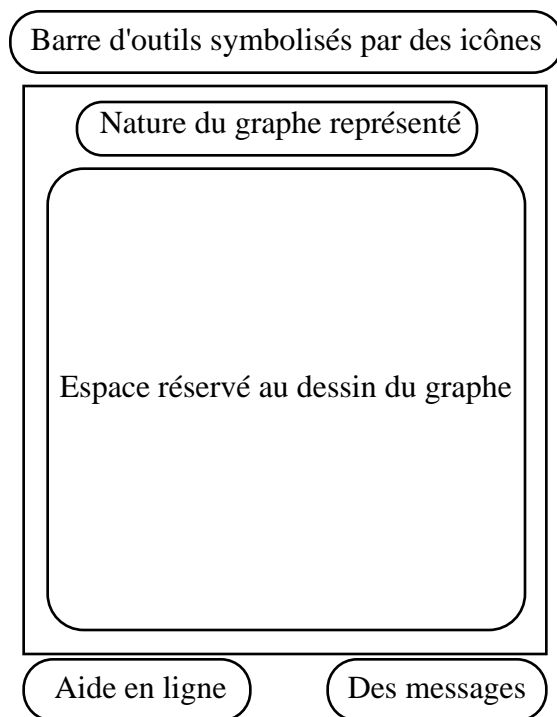 Barre d'outils symbolisés par des icônes
Nature du graphe représenté
Espace réservé au dessin du graphe
Aide en ligne
Des messages